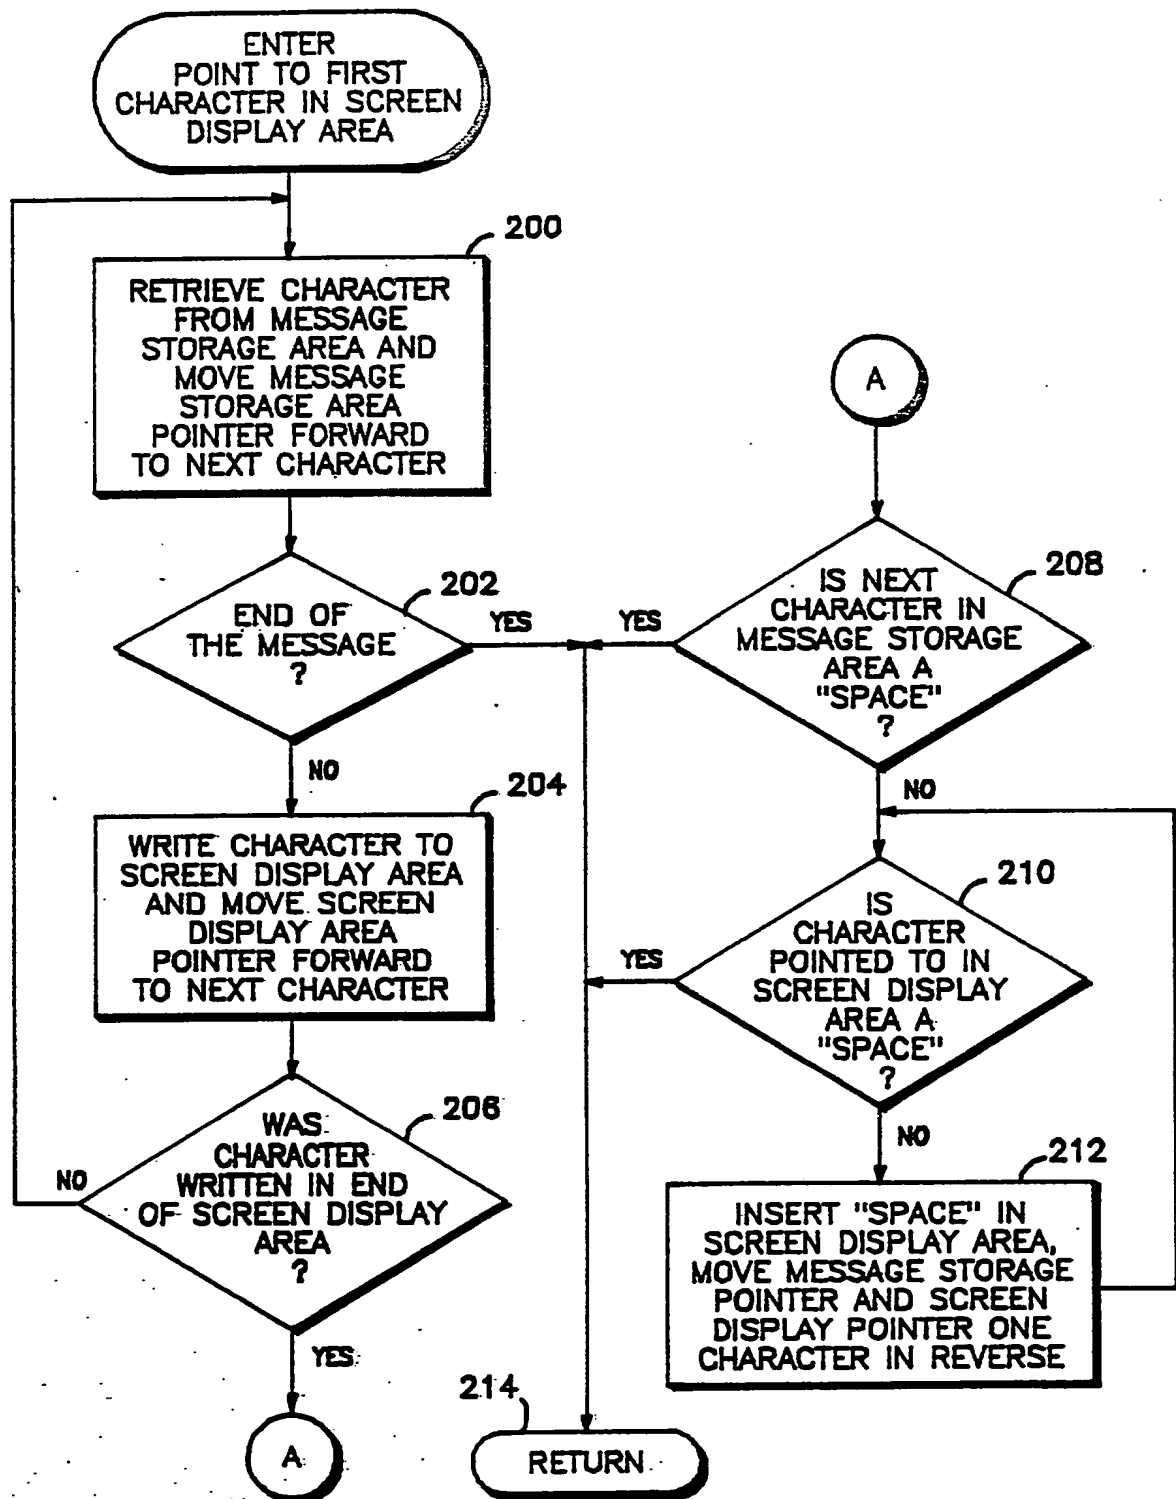 ENTER
POINT TO FIRST
CHARACTER IN SCREEN
DISPLAY AREA
200
RETRIEVE CHARACTER
FROM MESSAGE
STORAGE AREA AND
MOVE MESSAGE
STORAGE AREA
POINTER FORWARD
TO NEXT CHARACTER
202
END OF
THE MESSAGE
?
YES
NO
204
WRITE CHARACTER TO
SCREEN DISPLAY AREA
AND MOVE SCREEN
DISPLAY AREA
POINTER FORWARD
TO NEXT CHARACTER
206
WAS
CHARACTER
WRITTEN IN END
OF SCREEN DISPLAY
AREA
?
NO
YES
A
A
208
IS NEXT
CHARACTER IN
MESSAGE STORAGE
AREA A
"SPACE"
?
YES
NO
210
IS
CHARACTER
POINTED TO IN
SCREEN DISPLAY
AREA A
"SPACE"
?
YES
NO
212
INSERT "SPACE" IN
SCREEN DISPLAY AREA,
MOVE MESSAGE STORAGE
POINTER AND SCREEN
DISPLAY POINTER ONE
CHARACTER IN REVERSE
214
RETURN